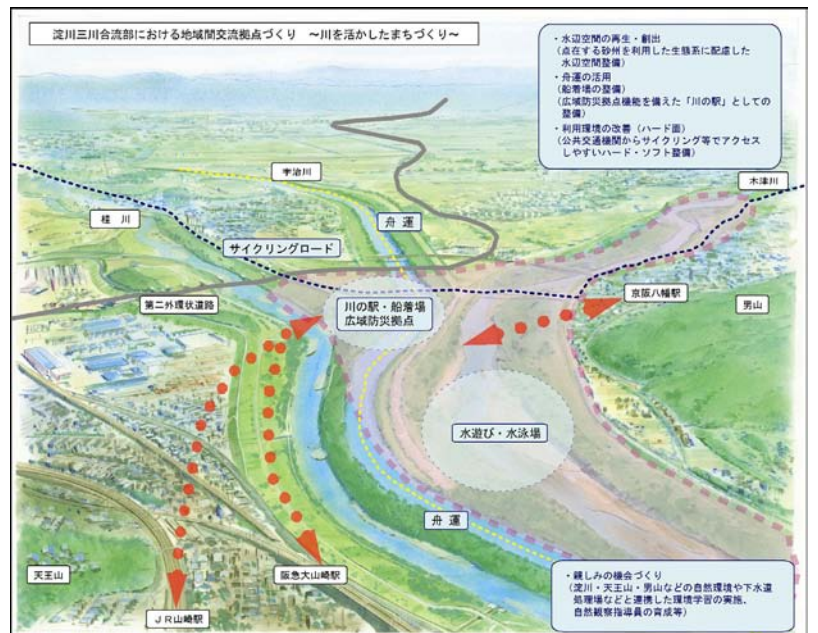 淀川三川合流部における地域間交流拠点づくり ～川を活かしたまちづくり～
・水辺空間の再生・創出
（点在する砂州を利用した生態系に配慮した
水辺空間整備）
・舟運の活用
（船着場の整備）
（広域防災拠点機能を備えた「川の駅」としての
整備）
・利用環境の改善（ハード面）
（公共交通機関からサイクリング等でアクセス
しやすいハード・ソフト整備）
宇治川
木津川
桂川
舟運
サイクリングロード
第二外環状道路
川の駅・船着場
広域防災拠点
京阪八幡駅
男山
水遊び・水泳場
舟運
天王山
阪急大山崎駅
ＪＲ山崎駅
・親しみの機会づくり
（淀川・天王山・男山などの自然環境や下水道
処理場などと連携した環境学習の実施、
自然観察指導員の育成等）